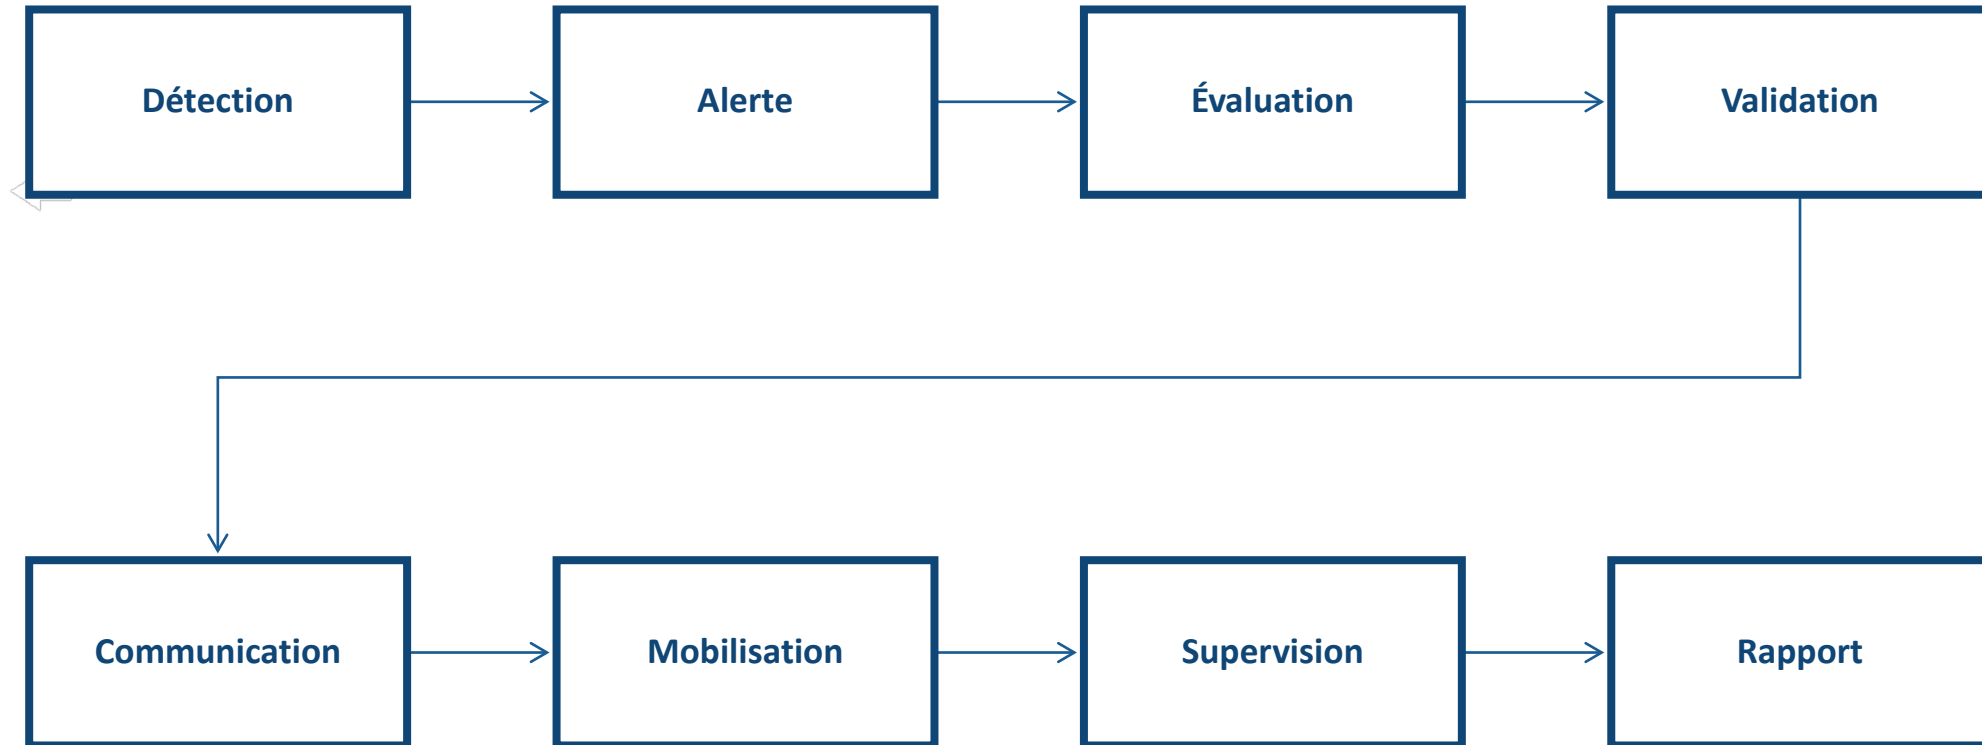 Détection
Alerte
Évaluation
Validation
Communication
Mobilisation
Supervision
Rapport